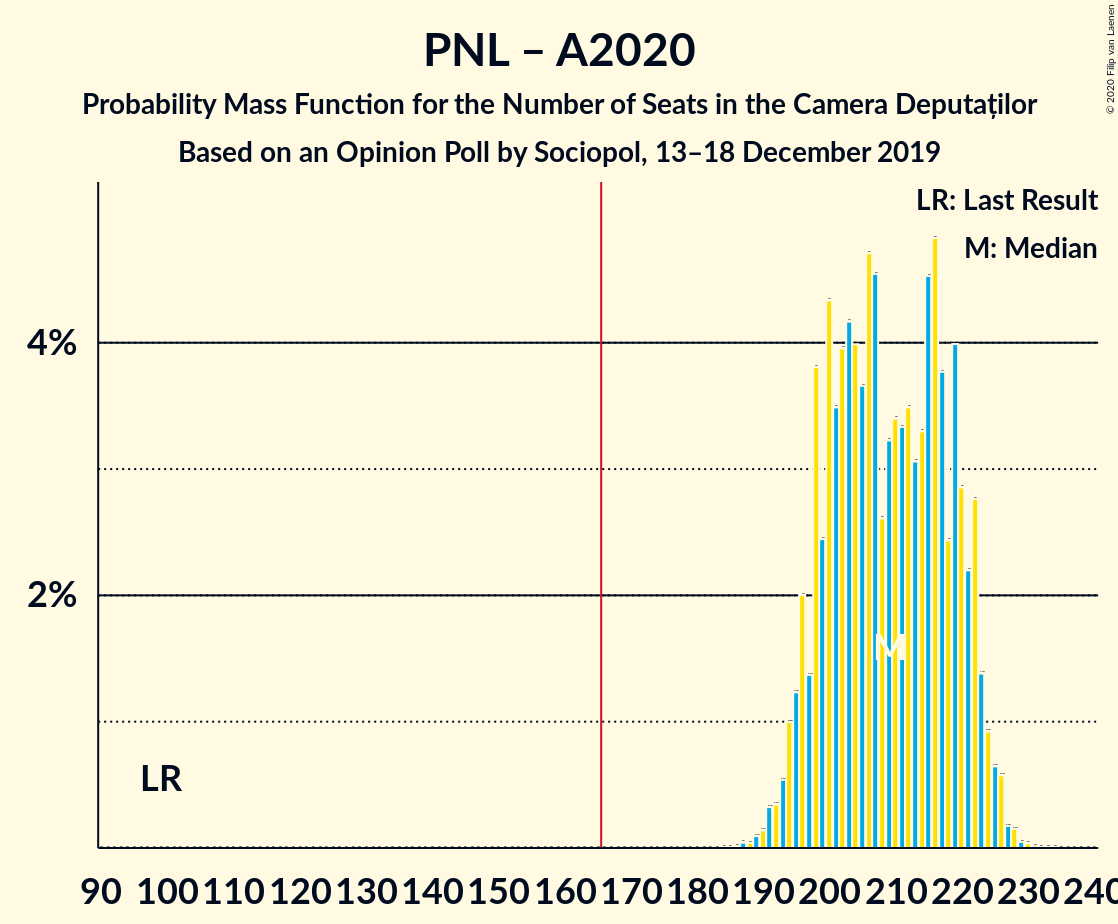 PNL – A2020
Probability Mass Function for the Number of Seats in the Camera Deputaților
Based on an Opinion Poll by Sociopol, 13–18 December 2019
© 2020 Filip van Laenen
LR: Last Result
M: Median
4%
2%
M
LR
90 100 110 120 130 140 150 160 170 180 190 200 210 220 230 240